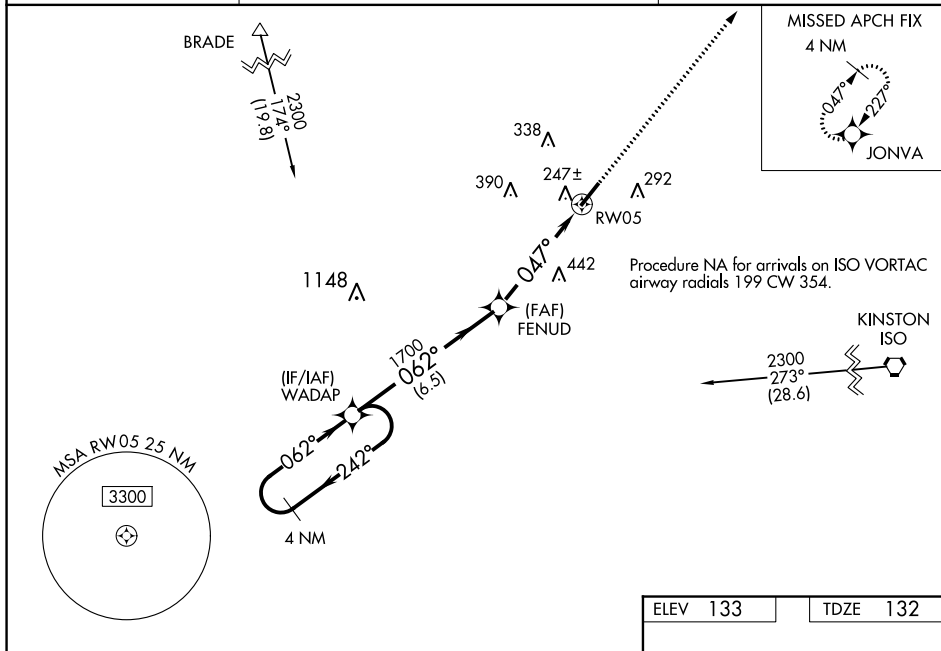 BRADE
2300
174°
(19.8)
MISSED APCH FIX
4 NM
047°
227°
JONVA
338
390
247±
292
RW05
047°
442
Procedure NA for arrivals on ISO VORTAC
airway radials 199 CW 354.
1148
(FAF)
FENUD
KINSTON
ISO
2300
273°
(28.6)
1700
062°
(6.5)
(IF/IAF)
WADAP
062°
242°
4 NM
MSA RW05 25 NM
3300
ELEV 133
TDZE 132